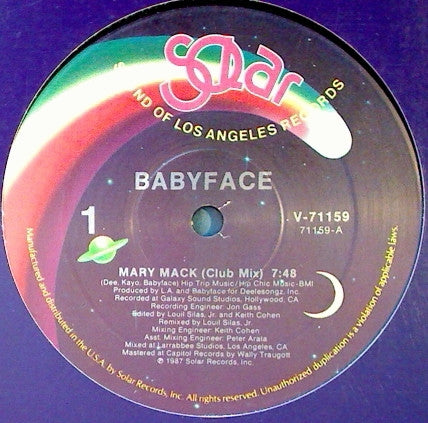 Solar
SOUND OF LOS ANGELES RECORDS
BABYFACE
1
V-71159
71159-A
MARY MACK (Club Mix) 7:48
(Dee, Kayo, Babyface) Hip Trip Music/Hip Chic Music-BMI
Produced by L.A. and Babyface for Deelesongz, Inc.
Recorded at Galaxy Sound Studios, Hollywood, CA
Recording Engineer: Jon Gass
Edited by Louil Silas, Jr. and Keith Cohen
Remixed by Louil Silas, Jr.
Mixing Engineer: Keith Cohen
Asst. Mixing Engineer: Peter Arata
Mixed at Larrabee Studios, Los Angeles, CA
Mastered at Capitol Records by Wally Traugott
℗ 1987 Solar Records, Inc.
Manufactured and distributed in the U.S.A. by Solar Records, Inc. All rights reserved. Unauthorized duplication is a violation of applicable laws.